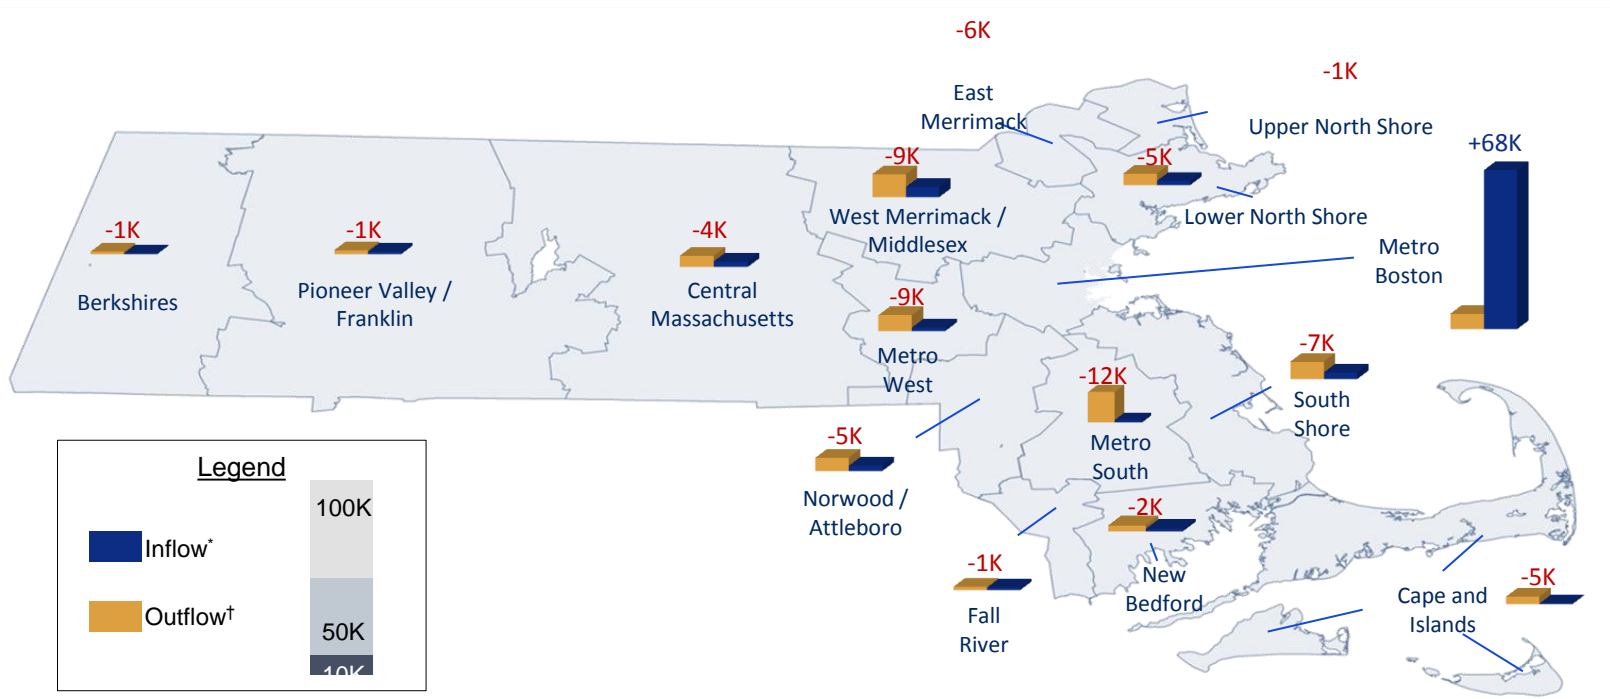 -6K
-1K
East
Merrimack
Upper North Shore
+68K
-9K
-5K
West Merrimack /
Middlesex
Lower North Shore
-1K
-1K
-4K
Metro
Boston
Berkshires
Pioneer Valley /
Franklin
Central
Massachusetts
-9K
Metro
West
-7K
South
Shore
-12K
Metro
South
-5K
Norwood /
Attleboro
-2K
New
Bedford
-1K
Fall
River
-5K
Cape and
Islands
Legend
100K
Inflow*
50K
Outflow†
10K